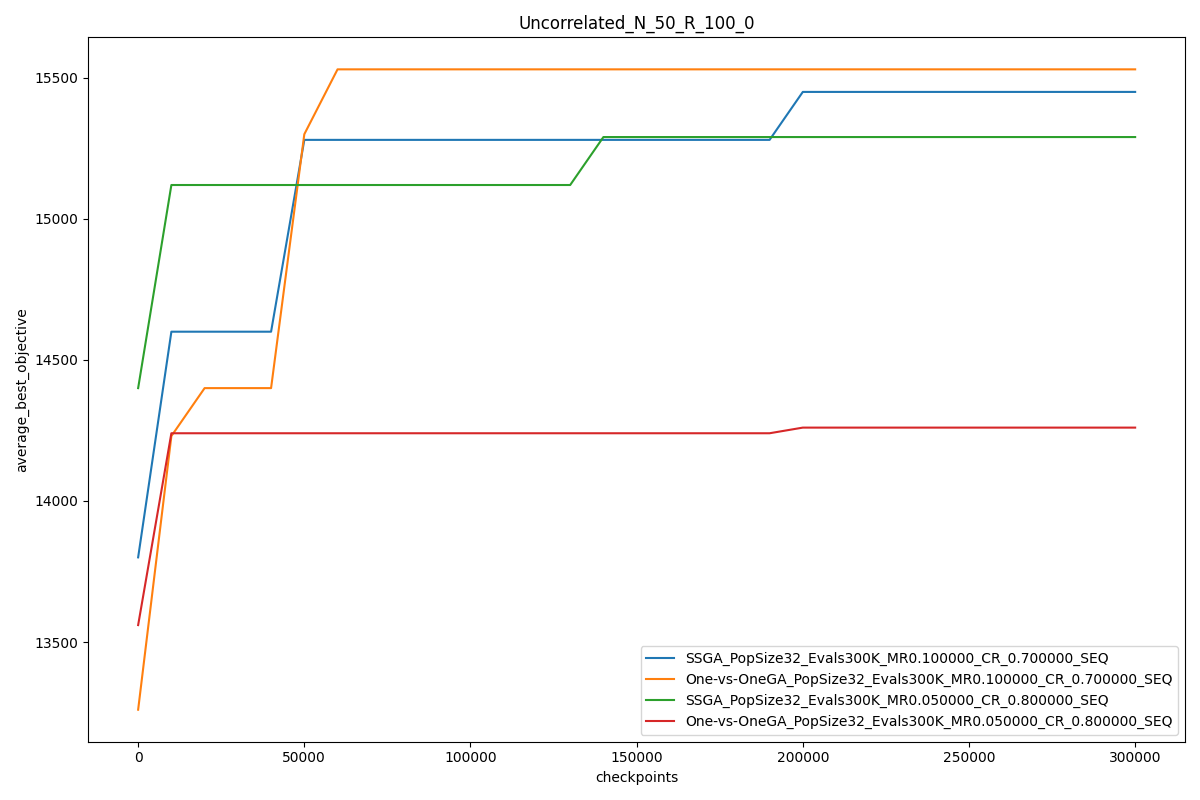 Uncorrelated_N_50_R_100_0
15500
15000
14500
14000
13500
average_best_objective
0
50000
100000
150000
200000
250000
300000
checkpoints
SSGA_PopSize32_Evals300K_MR0.100000_CR_0.700000_SEQ
One-vs-OneGA_PopSize32_Evals300K_MR0.100000_CR_0.700000_SEQ
SSGA_PopSize32_Evals300K_MR0.050000_CR_0.800000_SEQ
One-vs-OneGA_PopSize32_Evals300K_MR0.050000_CR_0.800000_SEQ